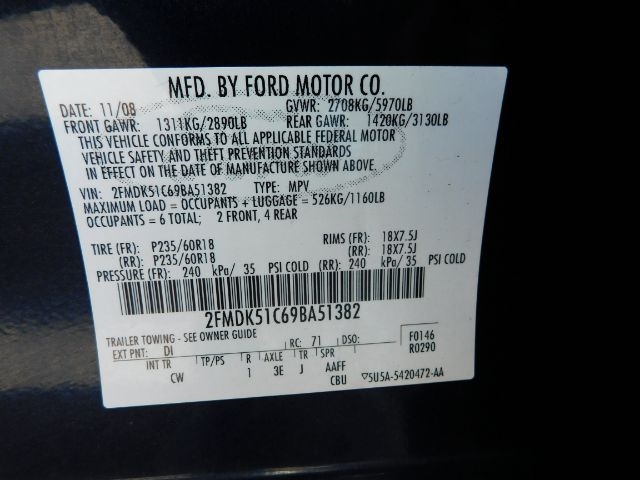 MFD. BY FORD MOTOR CO.
DATE: 11/08 GVWR: 2708KG/5970LB
FRONT GAWR: 1311KG/2890LB REAR GAWR: 1420KG/3130LB
THIS VEHICLE CONFORMS TO ALL APPLICABLE FEDERAL MOTOR
VEHICLE SAFETY AND THEFT PREVENTION STANDARDS
IN EFFECT ON THE DATE OF MANUFACTURE SHOWN ABOVE.
VIN: 2FMDK51C69BA51382 TYPE: MPV
MAXIMUM LOAD = OCCUPANTS + LUGGAGE = 526KG/1160LB
OCCUPANTS = 6 TOTAL; 2 FRONT, 4 REAR
TIRE (FR): P235/60R18 RIMS (FR): 18X7.5J
(RR): P235/60R18 (RR): 18X7.5J
PRESSURE (FR): 240 kPa/ 35 PSI COLD (RR): 240 kPa/ 35 PSI COLD
2FMDK51C69BA51382
TRAILER TOWING - SEE OWNER GUIDE
EXT PNT: DI RC: 71 DSO: F0146
R0290
INT TR TP/PS R AXLE TR SPR
CW 1 3E J AAFF
CBU ▽5U5A-5420472-AA